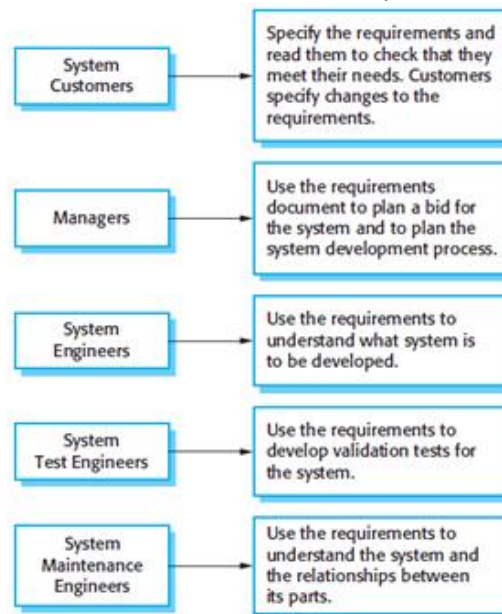 System
Customers
Specify the requirements and
read them to check that they
meet their needs. Customers
specify changes to the
requirements.
Managers
Use the requirements
document to plan a bid for
the system and to plan the
system development process.
System
Engineers
Use the requirements to
understand what system is
to be developed.
System
Test Engineers
Use the requirements to
develop validation tests for
the system.
System
Maintenance
Engineers
Use the requirements to
understand the system and
the relationships between
its parts.